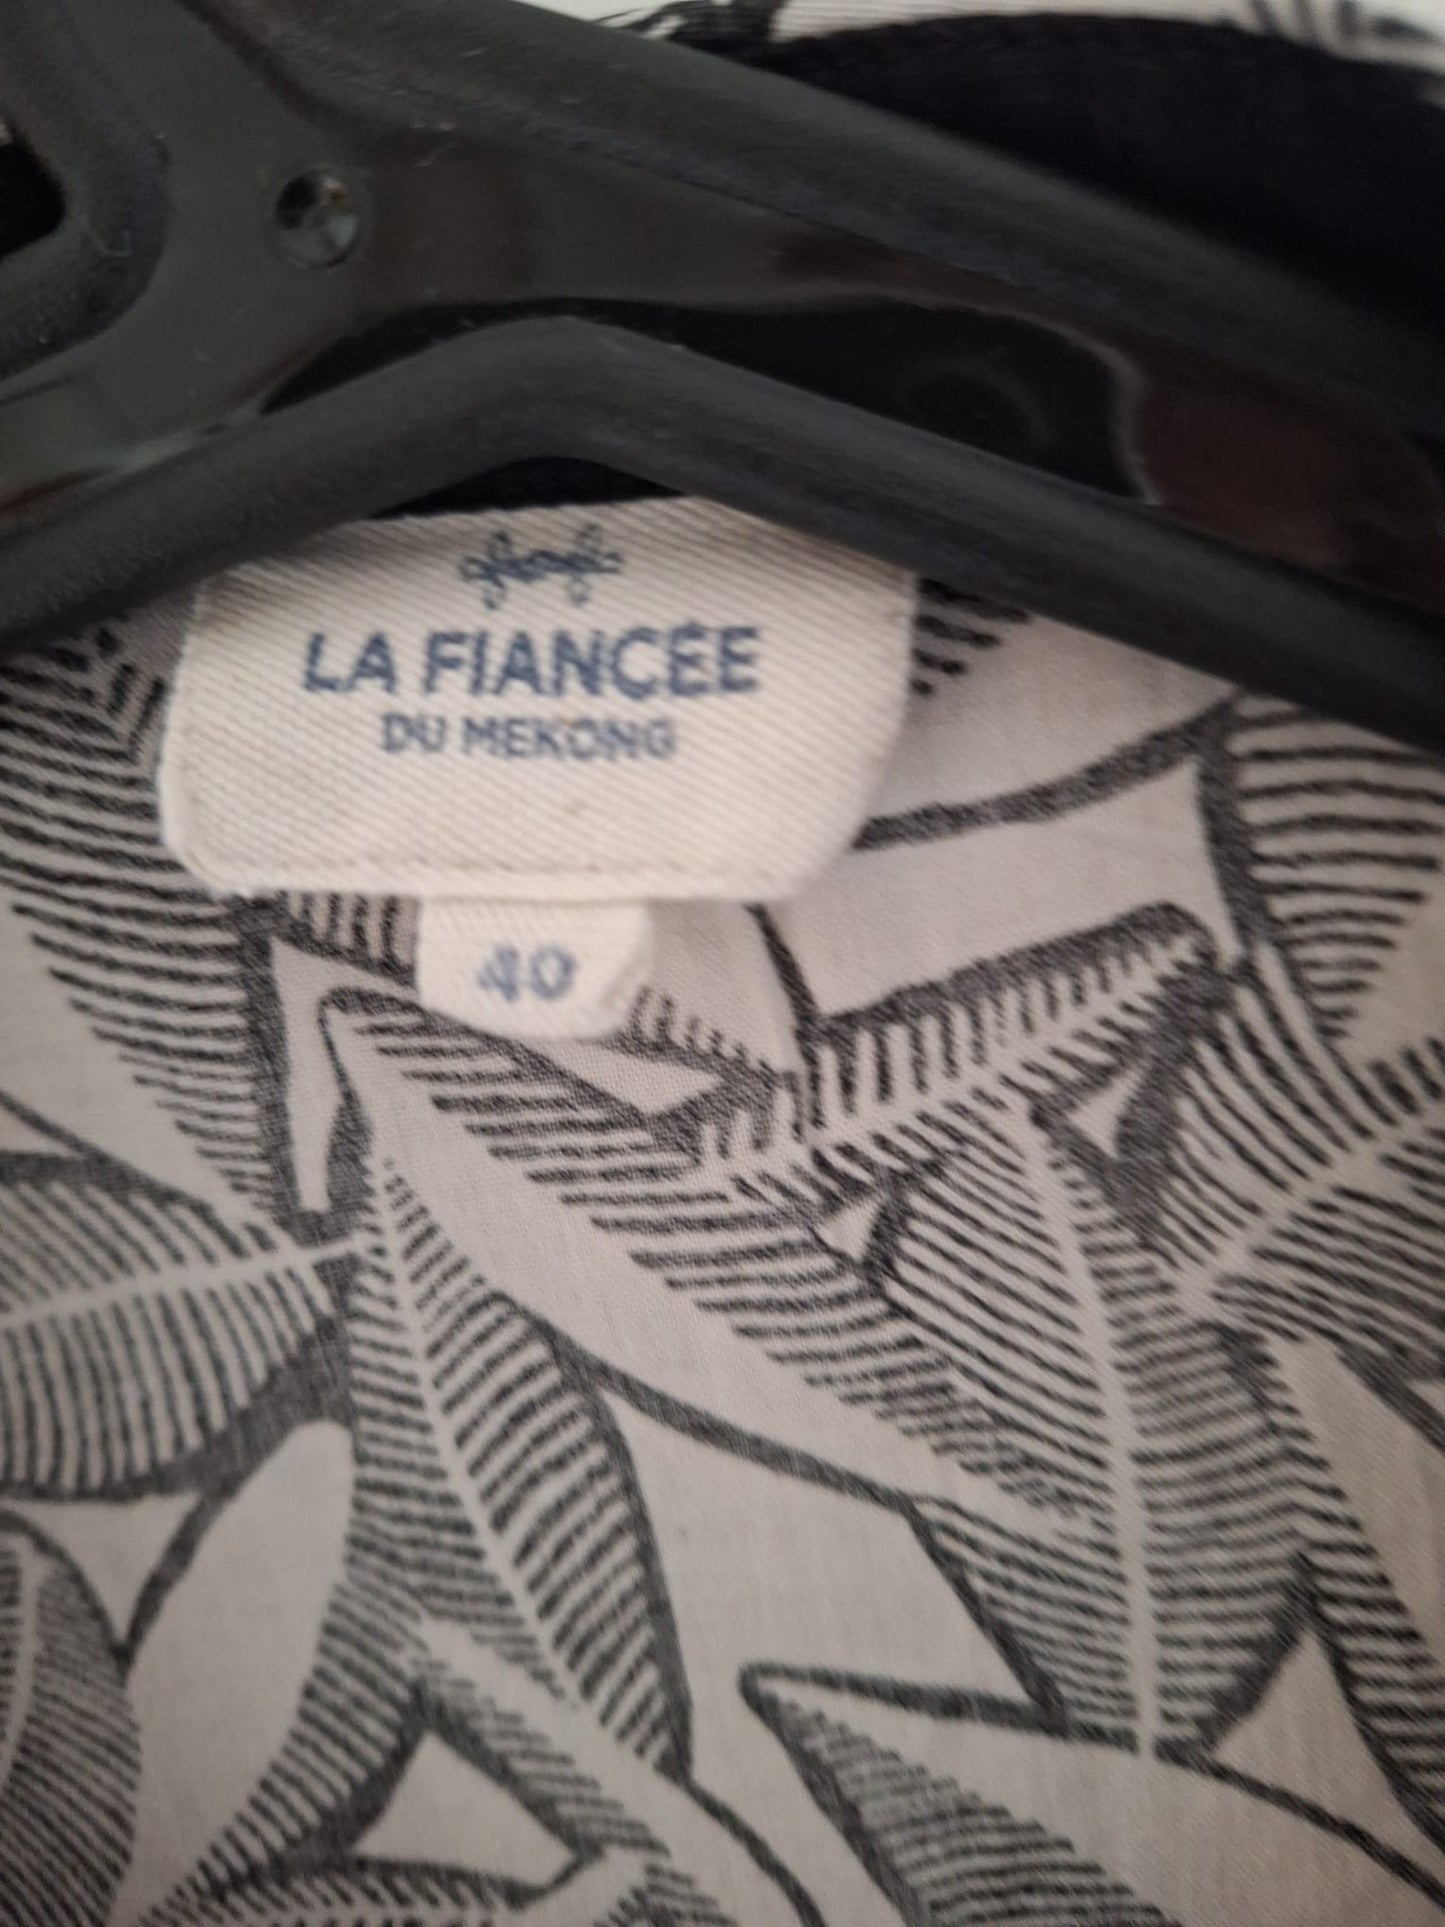 LA FIANCÉE
DU MEKONG
40